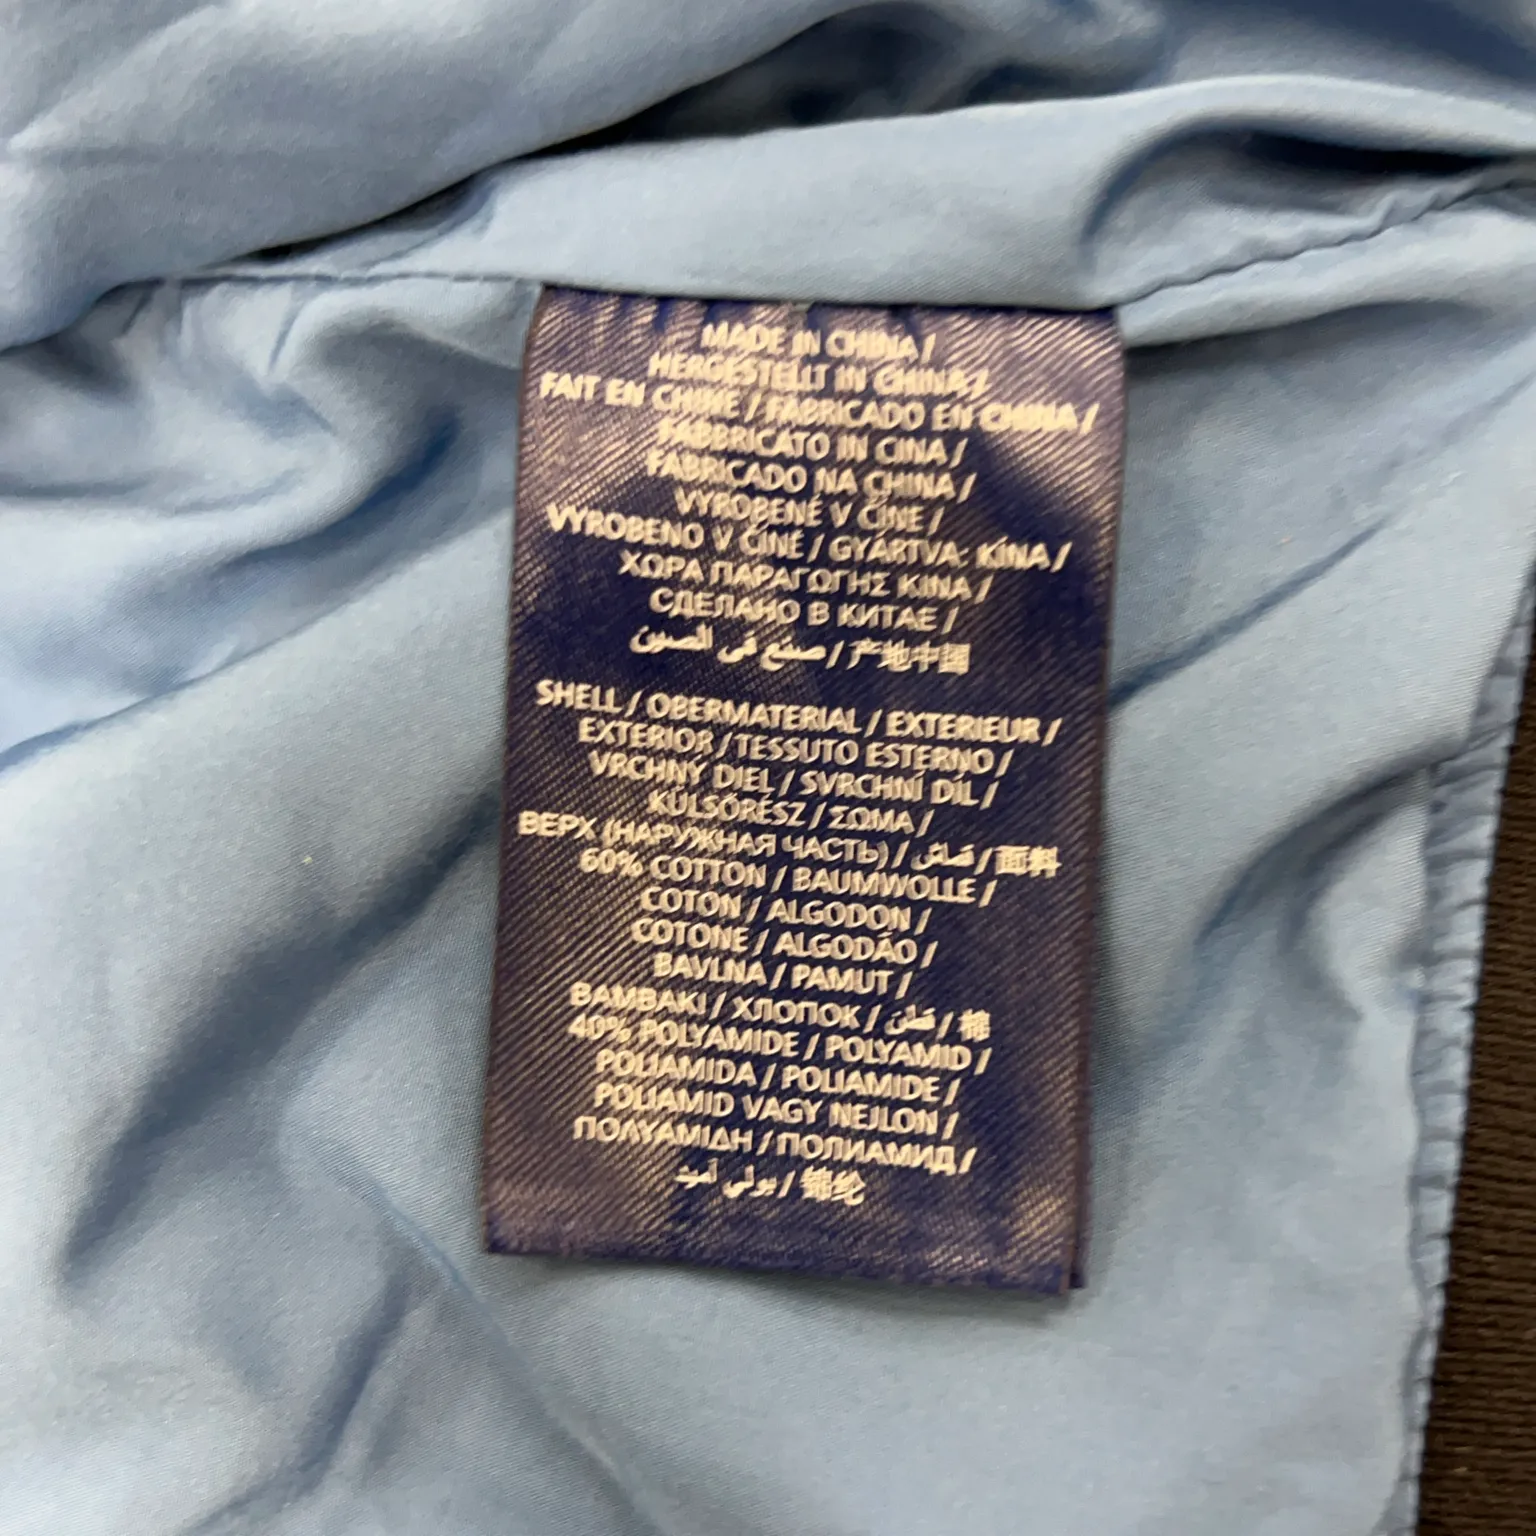 MADE IN CHINA /
HERGESTELLT IN CHINA /
FAIT EN CHINE / FABRICADO EN CHINA /
FABBRICATO IN CINA /
FABRICADO NA CHINA /
VYROBENÉ V ČÍNE /
VYROBENO V ČÍNĚ / GYÁRTVA: KÍNA /
ΧΩΡΑ ΠΑΡΑΓΩΓΗΣ ΚΙΝΑ /
СДЕЛАНО В КИТАЕ /
صنع في الصين / 产地中国
SHELL / OBERMATERIAL / EXTERIEUR /
EXTERIOR / TESSUTO ESTERNO /
VRCHNY DIEL / SVRCHNÍ DÍL /
KÜLSŐRÉSZ / ΣΩΜΑ /
ВЕРХ (НАРУЖНАЯ ЧАСТЬ) / قماش / 面料
60% COTTON / BAUMWOLLE /
COTON / ALGODON /
COTONE / ALGODÃO /
BAVLNA / PAMUT /
ΒΑΜΒΑΚΙ / ХЛОПОК / قطن / 棉
40% POLYAMIDE / POLYAMID /
POLIAMIDA / POLIAMIDE /
POLIAMID VAGY NEJLON /
ΠΟΛΥΑΜΙΔΗ / ПОЛИАМИД /
بولي أميد / 锦纶